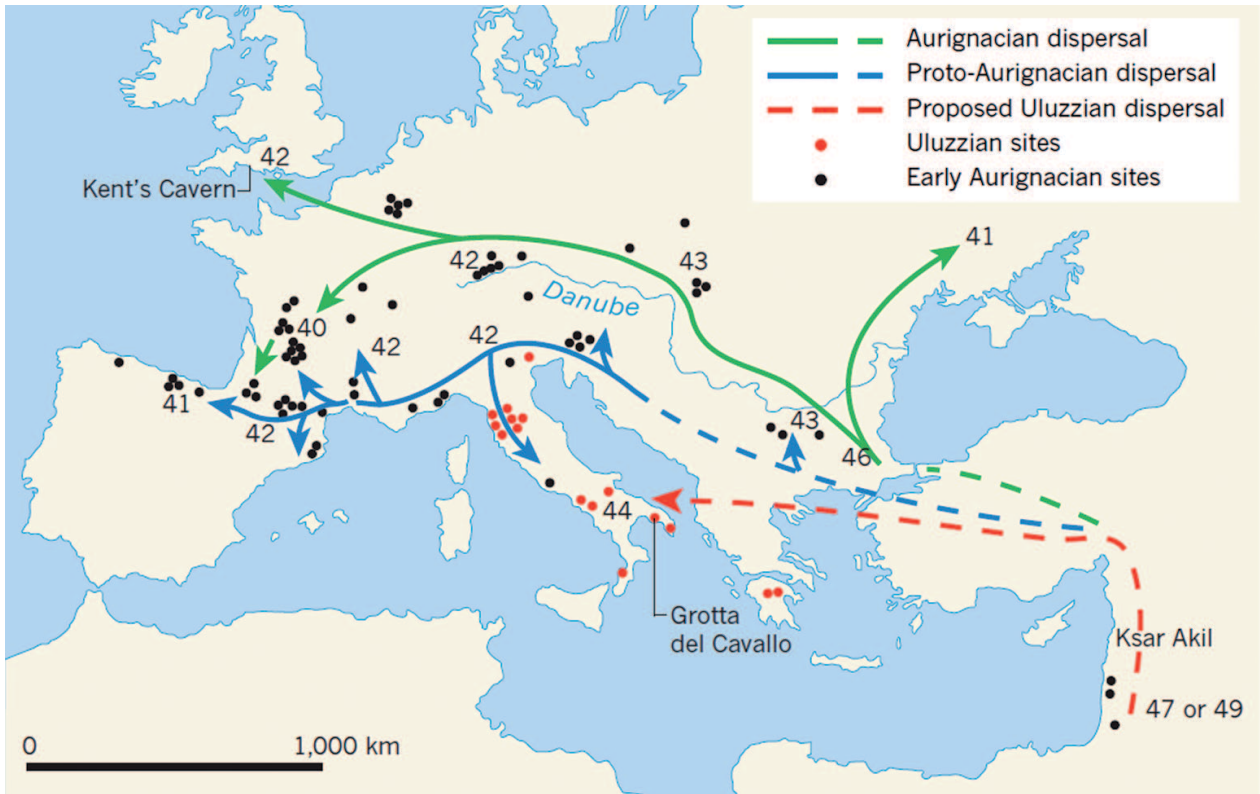 Aurignacian dispersal
Proto-Aurignacian dispersal
Proposed Uluzzian dispersal
Uluzzian sites
Early Aurignacian sites
42
Kent's Cavern
41
42
43
Danube
40
42
42
41
42
43
46
44
Grotta
del Cavallo
Ksar Akil
47 or 49
0
1,000 km